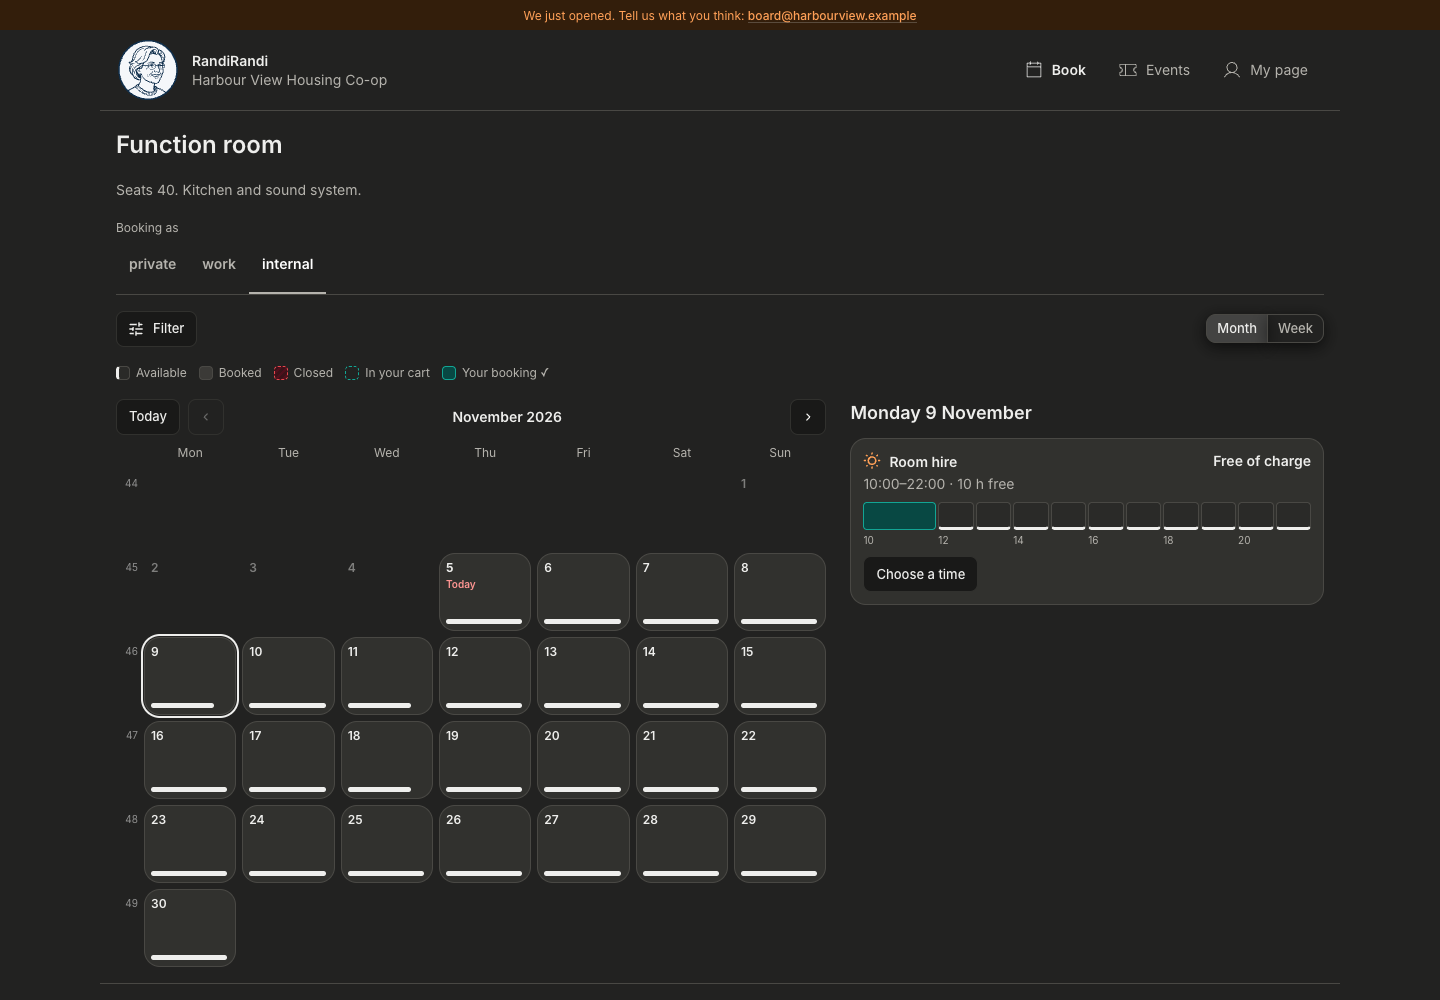 We just opened. Tell us what you think: board@harbourview.example
RandiRandi
Harbour View Housing Co-op
Book
Events
My page
Function room
Seats 40. Kitchen and sound system.
Booking as
private work internal
Filter
Month Week
Available Booked Closed In your cart Your booking ✓
Today ‹ November 2026 ›
Mon Tue Wed Thu Fri Sat Sun
44 1
45 2 3 4 5 6 7 8
Today
46 9 10 11 12 13 14 15
47 16 17 18 19 20 21 22
48 23 24 25 26 27 28 29
49 30
Monday 9 November
Room hire Free of charge
10:00–22:00 · 10 h free
10 12 14 16 18 20
Choose a time